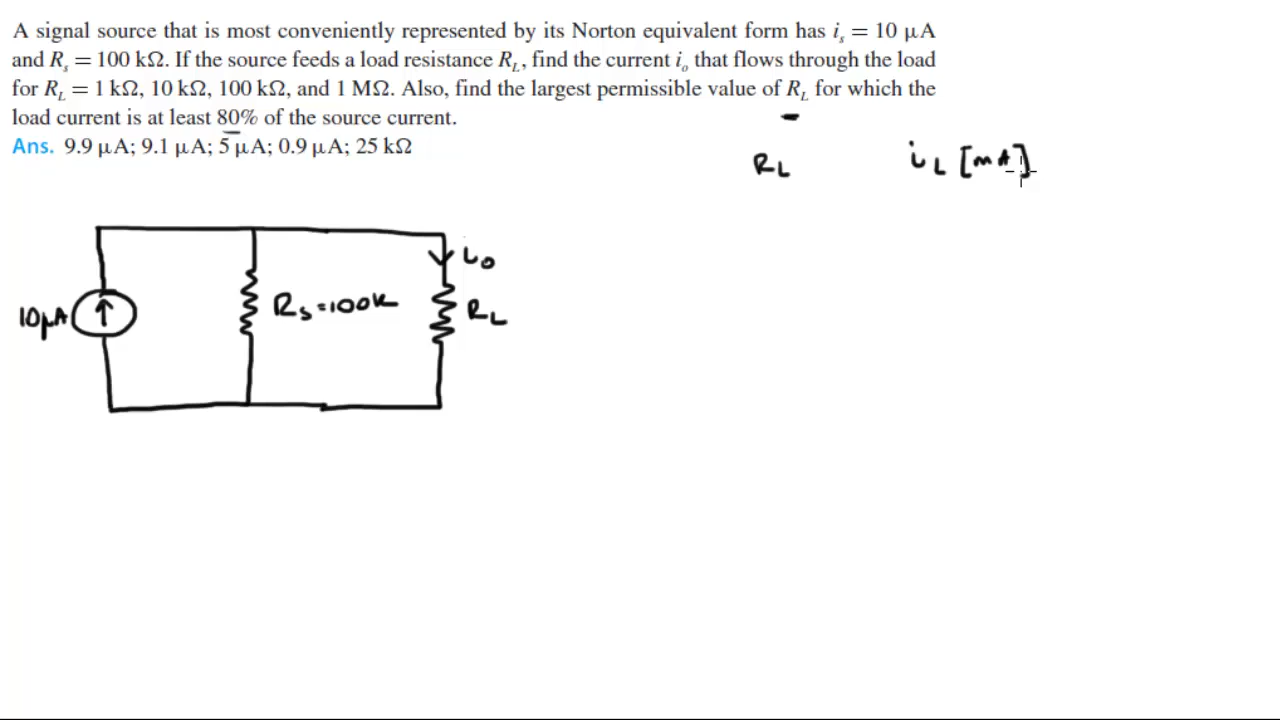 A signal source that is most conveniently represented by its Norton equivalent form has iₛ = 10 μA
and Rₛ = 100 kΩ. If the source feeds a load resistance R_L, find the current iₒ that flows through the load
for R_L = 1 kΩ, 10 kΩ, 100 kΩ, and 1 MΩ. Also, find the largest permissible value of R_L for which the
load current is at least 80% of the source current.
Ans. 9.9 μA; 9.1 μA; 5 μA; 0.9 μA; 25 kΩ
R_L i_L [mA]
i_o
10μA R_s=100K R_L